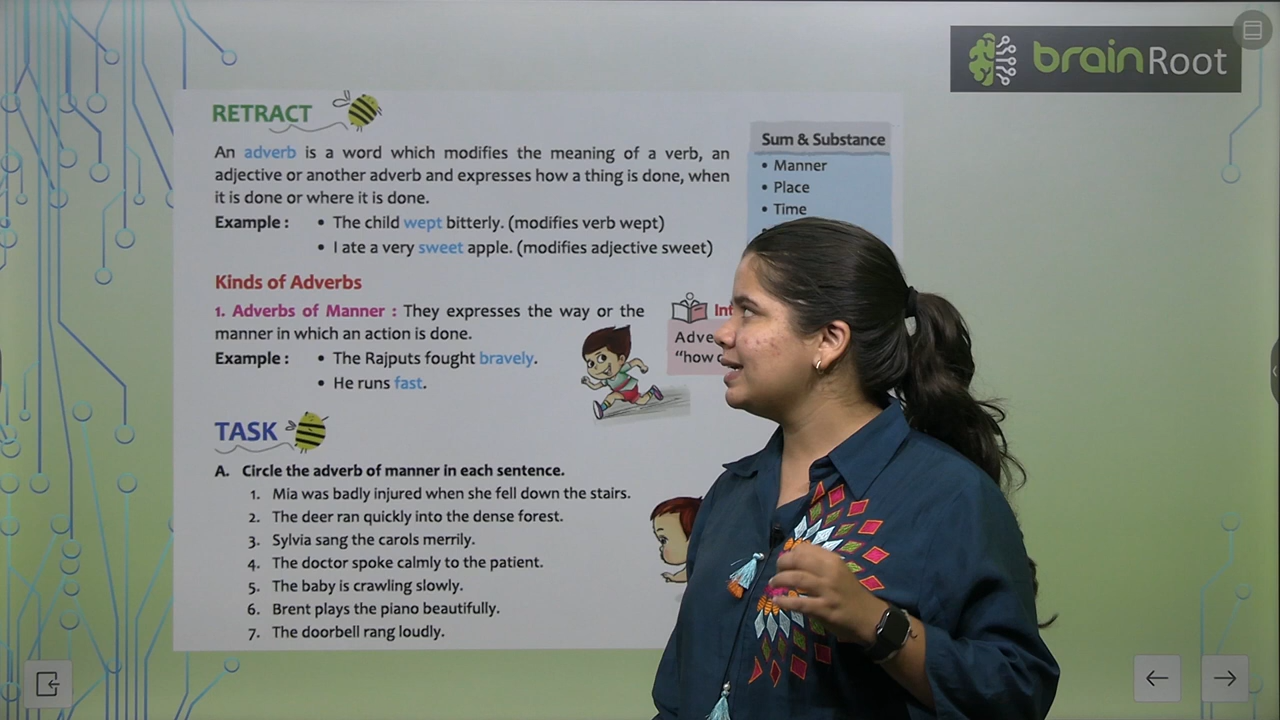 brainRoot
RETRACT
An adverb is a word which modifies the meaning of a verb, an
adjective or another adverb and expresses how a thing is done, when
it is done or where it is done.
Example : • The child wept bitterly. (modifies verb wept)
• I ate a very sweet apple. (modifies adjective sweet)
Sum & Substance
• Manner
• Place
• Time
Kinds of Adverbs
1. Adverbs of Manner : They expresses the way or the
manner in which an action is done.
Example : • The Rajputs fought bravely.
• He runs fast.
"how
TASK
A. Circle the adverb of manner in each sentence.
1. Mia was badly injured when she fell down the stairs.
2. The deer ran quickly into the dense forest.
3. Sylvia sang the carols merrily.
4. The doctor spoke calmly to the patient.
5. The baby is crawling slowly.
6. Brent plays the piano beautifully.
7. The doorbell rang loudly.